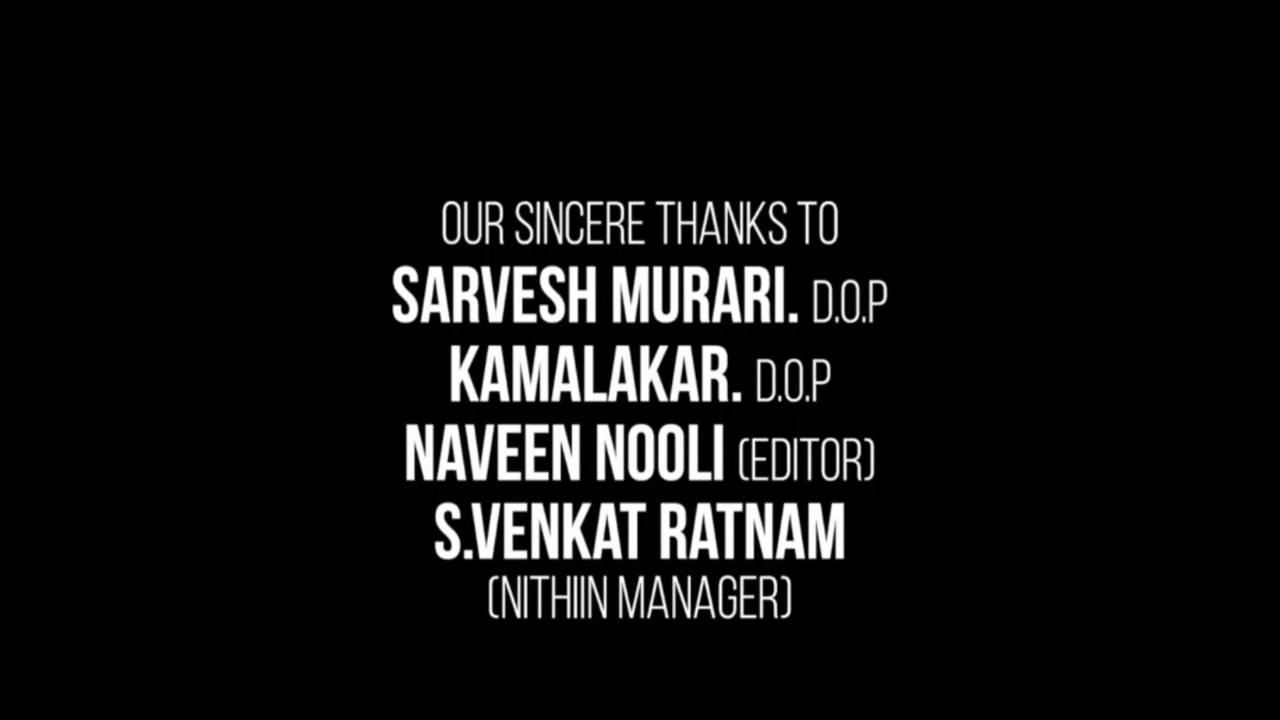 OUR SINCERE THANKS TO
SARVESH MURARI. D.O.P
KAMALAKAR. D.O.P
NAVEEN NOOLI (EDITOR)
S.VENKAT RATNAM
(NITHIIN MANAGER)